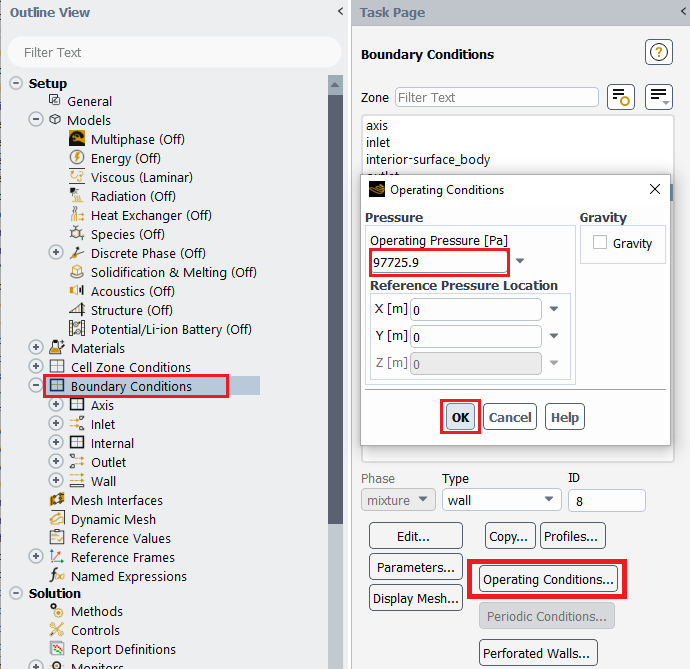 Outline View
Filter Text
Setup
General
Models
Multiphase (Off)
Energy (Off)
Viscous (Laminar)
Radiation (Off)
Heat Exchanger (Off)
Species (Off)
Discrete Phase (Off)
Solidification & Melting (Off)
Acoustics (Off)
Structure (Off)
Potential/Li-ion Battery (Off)
Materials
Cell Zone Conditions
Boundary Conditions
Axis
Inlet
Internal
Outlet
Wall
Mesh Interfaces
Dynamic Mesh
Reference Values
Reference Frames
Named Expressions
Solution
Methods
Controls
Report Definitions
Monitors
Task Page
Boundary Conditions
Zone Filter Text
axis
inlet
interior-surface_body
outlet
Operating Conditions
Pressure
Gravity
Operating Pressure [Pa]
Gravity
97725.9
Reference Pressure Location
X [m] 0
Y [m] 0
Z [m] 0
OK Cancel Help
Phase Type ID
mixture wall 8
Edit... Copy... Profiles...
Parameters... Operating Conditions...
Display Mesh... Periodic Conditions...
Perforated Walls...